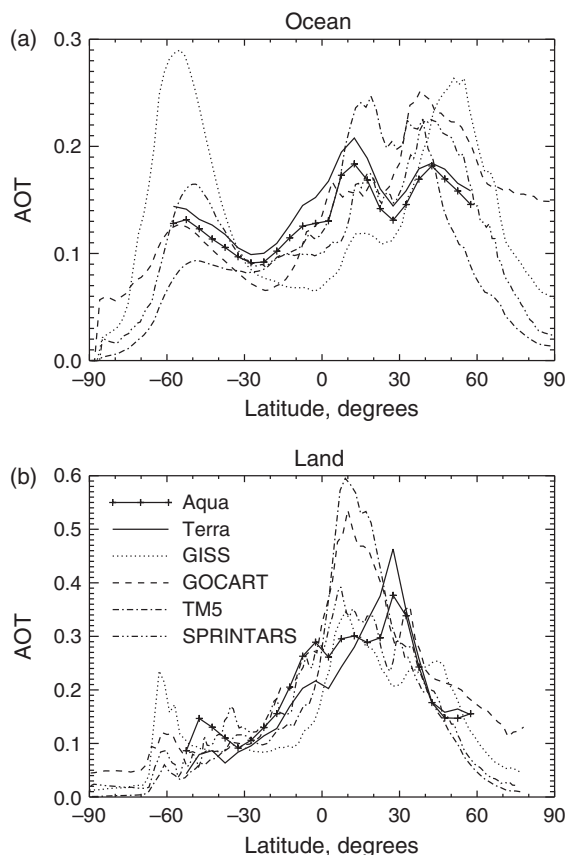 (a)
Ocean
0.3
0.2
0.1
0.0
AOT
−90 −60 −30 0 30 60 90
Latitude, degrees
(b)
Land
0.6
0.5
0.4
0.3
0.2
0.1
0.0
AOT
Aqua
Terra
GISS
GOCART
TM5
SPRINTARS
−90 −60 −30 0 30 60 90
Latitude, degrees